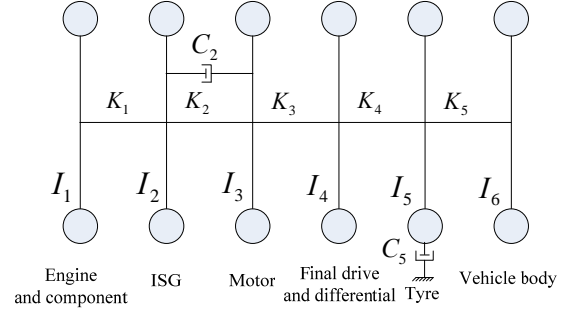 C2
K1 K2 K3 K4 K5
I1 I2 I3 I4 I5 I6
C5
Engine and component
ISG
Motor
Final drive and differential
Tyre
Vehicle body